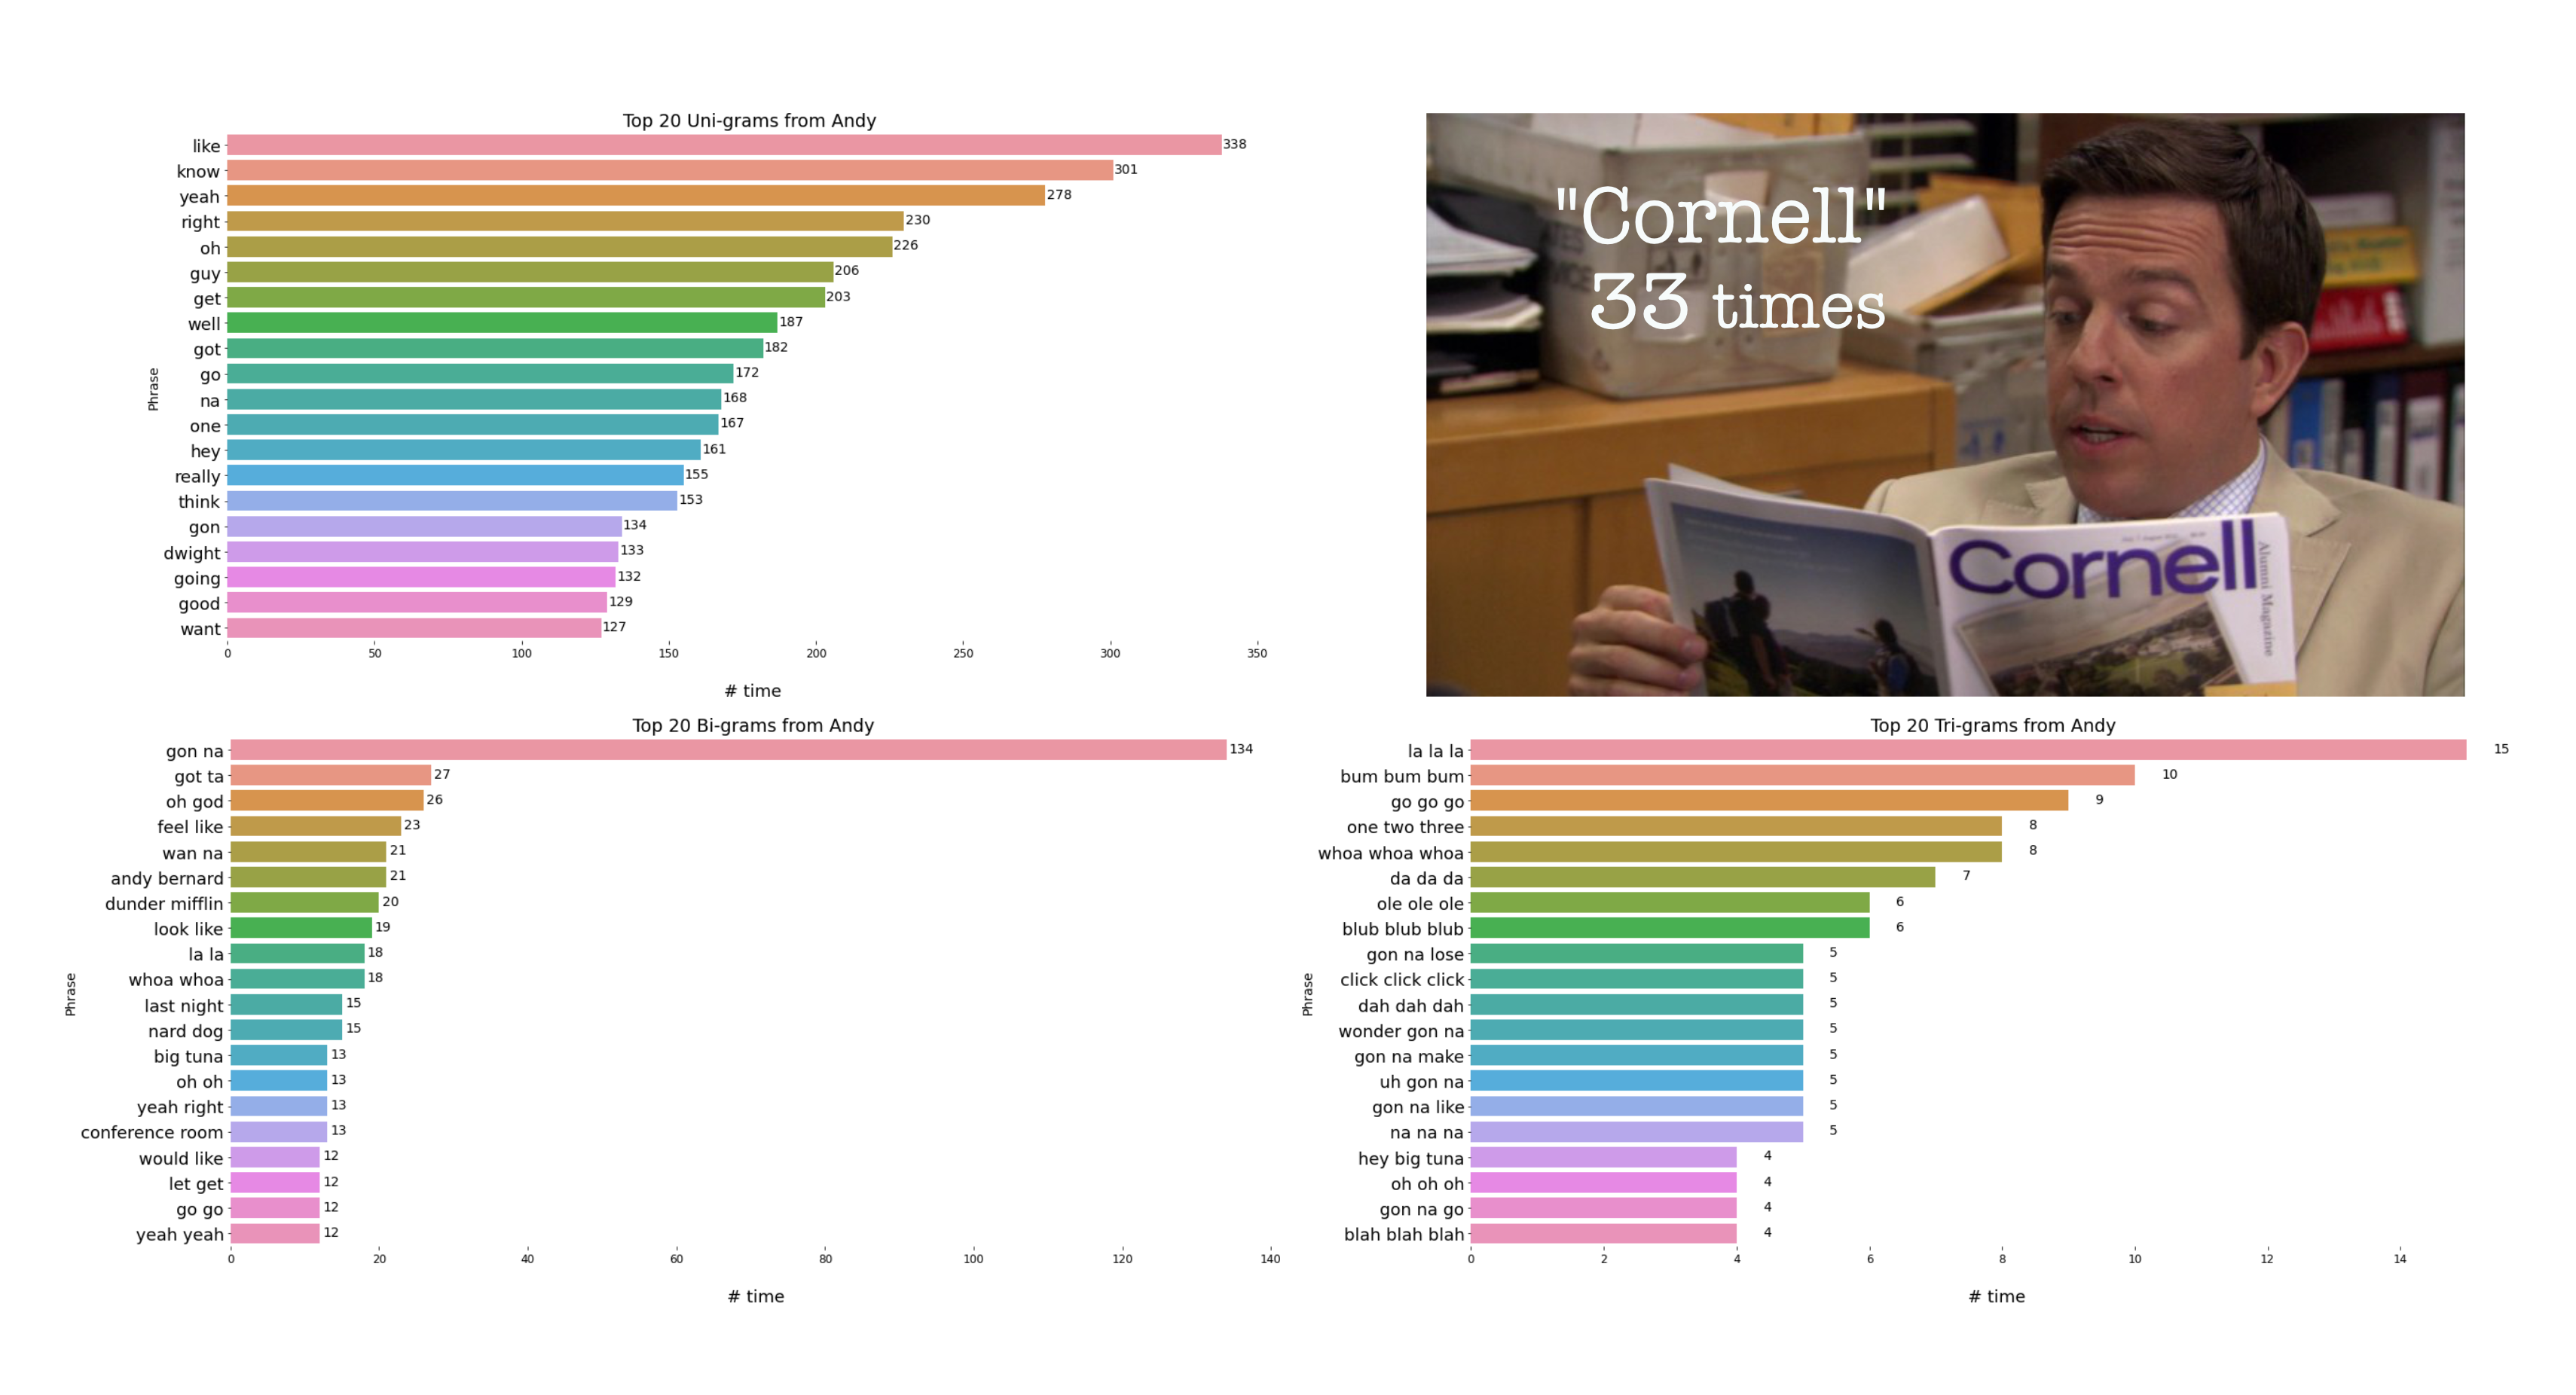 Top 20 Uni-grams from Andy
like 338
know 301
yeah 278
right 230
oh 226
guy 206
get 203
well 187
got 182
go 172
na 168
one 167
hey 161
really 155
think 153
gon 134
dwight 133
going 132
good 129
want 127
Phrase
0 50 100 150 200 250 300 350
# time
"Cornell"
33 times
Cornell
Alumni Magazine
Top 20 Bi-grams from Andy
gon na 134
got ta 27
oh god 26
feel like 23
wan na 21
andy bernard 21
dunder mifflin 20
look like 19
la la 18
whoa whoa 18
last night 15
nard dog 15
big tuna 13
oh oh 13
yeah right 13
conference room 13
would like 12
let get 12
go go 12
yeah yeah 12
Phrase
0 20 40 60 80 100 120 140
# time
Top 20 Tri-grams from Andy
la la la 15
bum bum bum 10
go go go 9
one two three 8
whoa whoa whoa 8
da da da 7
ole ole ole 6
blub blub blub 6
gon na lose 5
click click click 5
dah dah dah 5
wonder gon na 5
gon na make 5
uh gon na 5
gon na like 5
na na na 5
hey big tuna 4
oh oh oh 4
gon na go 4
blah blah blah 4
Phrase
0 2 4 6 8 10 12 14
# time